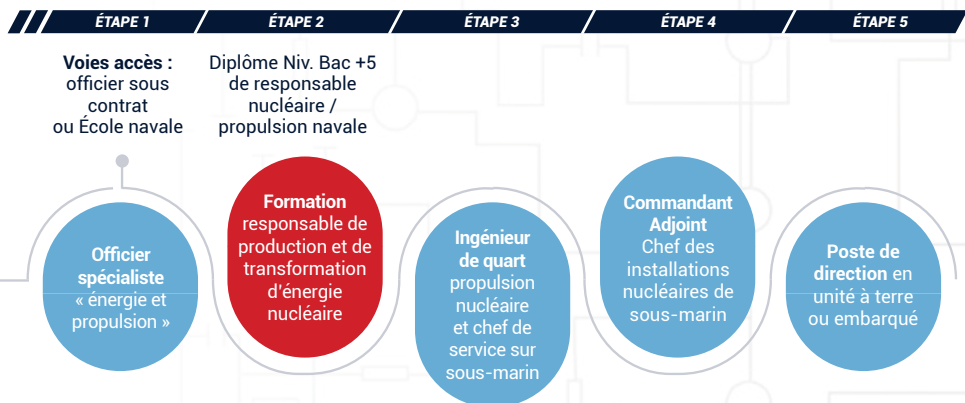 ÉTAPE 1
ÉTAPE 2
ÉTAPE 3
ÉTAPE 4
ÉTAPE 5
Voies accès :
officier sous
contrat
ou École navale
Diplôme Niv. Bac +5
de responsable
nucléaire /
propulsion navale
Officier
spécialiste
« énergie et
propulsion »
Formation
responsable de
production et de
transformation
d'énergie
nucléaire
Ingénieur
de quart
propulsion
nucléaire
et chef de
service sur
sous-marin
Commandant
Adjoint
Chef des
installations
nucléaires de
sous-marin
Poste de
direction en
unité à terre
ou embarqué